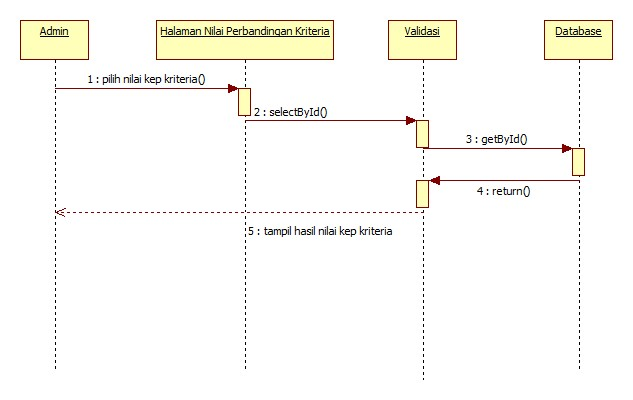 Admin
Halaman Nilai Perbandingan Kriteria
Validasi
Database
1 : pilih nilai kep kriteria()
2 : selectById()
3 : getById()
4 : return()
5 : tampil hasil nilai kep kriteria